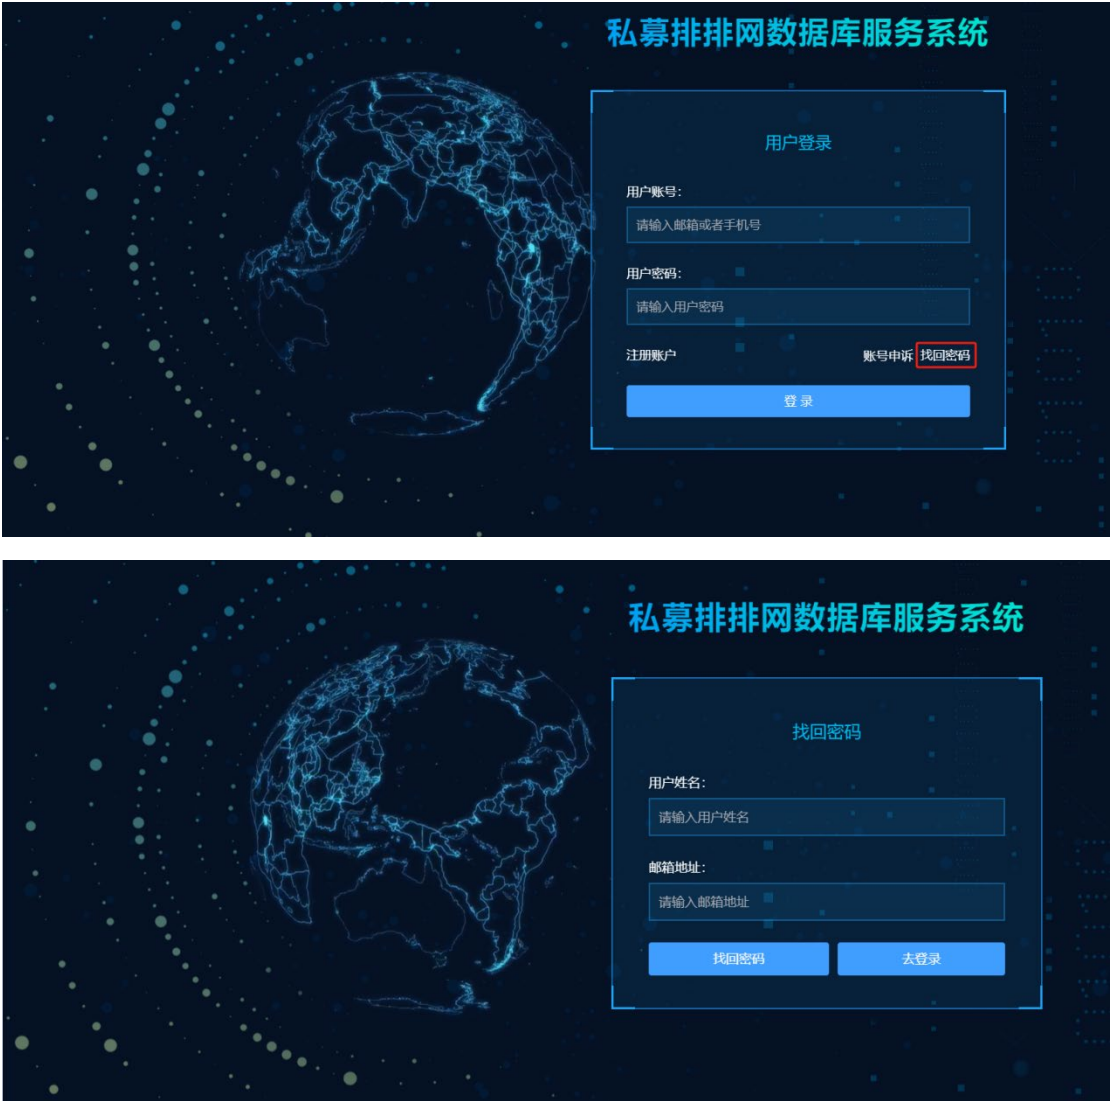 私募排排网数据库服务系统
用户登录
用户账号：
请输入邮箱或者手机号
用户密码：
请输入用户密码
注册账户 账号申诉 找回密码
登 录
私募排排网数据库服务系统
找回密码
用户姓名：
请输入用户姓名
邮箱地址：
请输入邮箱地址
找回密码 去登录